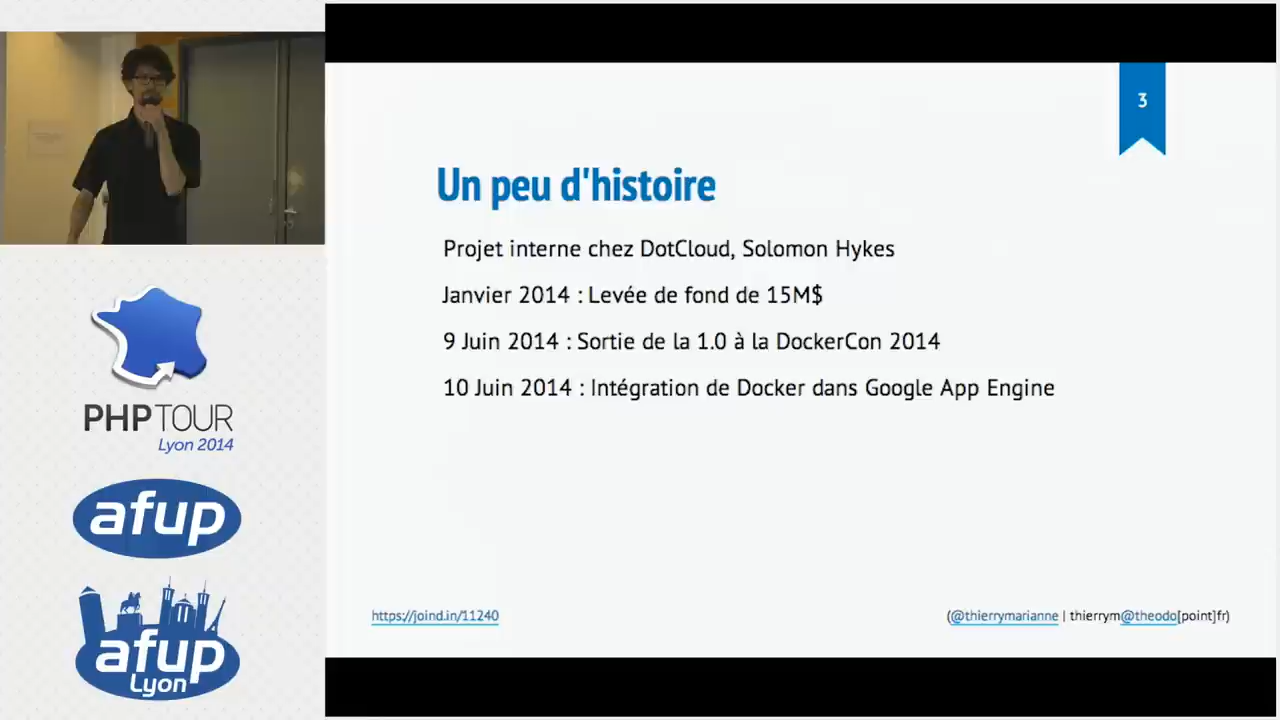 3
Un peu d'histoire
Projet interne chez DotCloud, Solomon Hykes
Janvier 2014 : Levée de fond de 15M$
9 Juin 2014 : Sortie de la 1.0 à la DockerCon 2014
10 Juin 2014 : Intégration de Docker dans Google App Engine
https://joind.in/11240
(@thierrymarianne | thierrym@theodo[point]fr)
PHPTOUR
Lyon 2014
afup
afup
Lyon